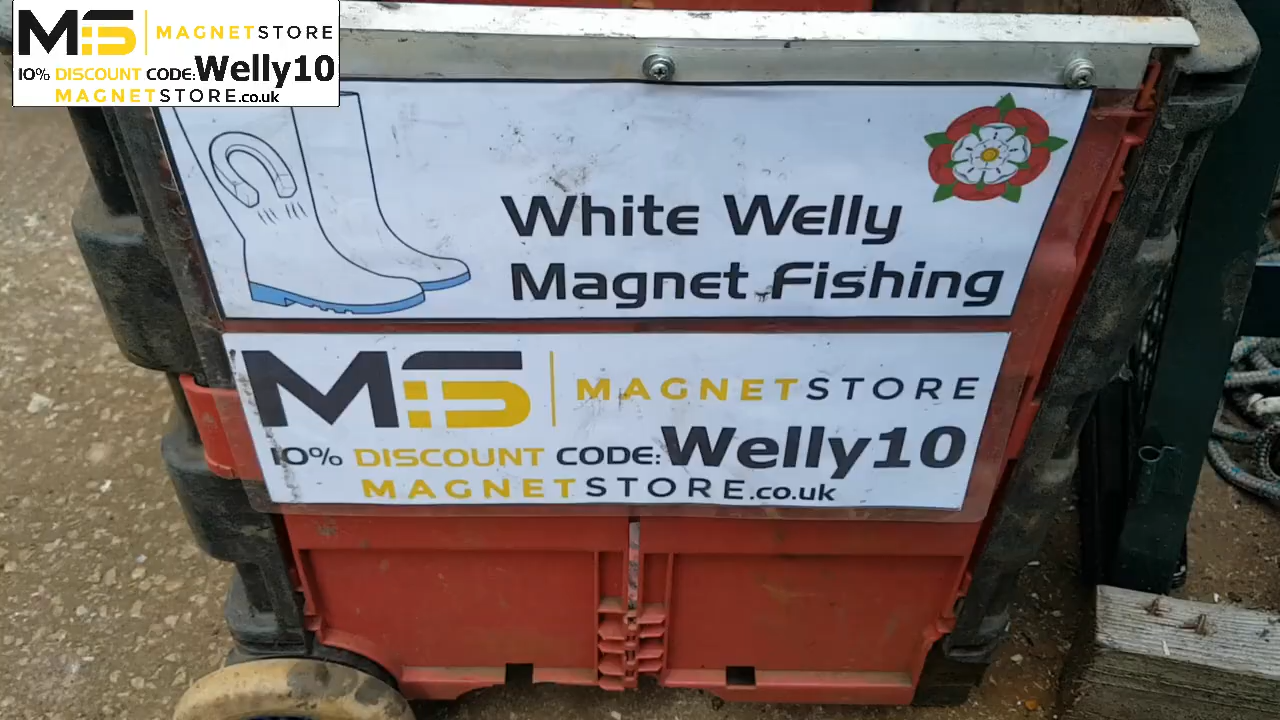 MS MAGNETSTORE
10% DISCOUNT CODE:Welly10
MAGNETSTORE.co.uk
White Welly
Magnet Fishing
MS MAGNETSTORE
10% DISCOUNT CODE:Welly10
MAGNETSTORE.co.uk